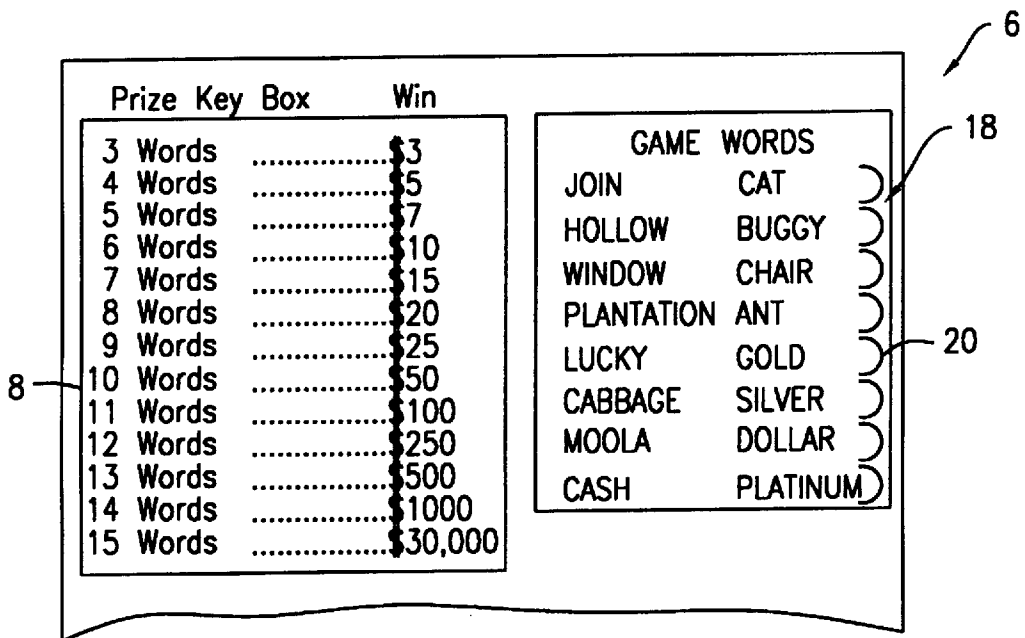 6
Prize Key Box Win
3 Words ..............$3
4 Words ..............$5
5 Words ..............$7
6 Words ..............$10
7 Words ..............$15
8 Words ..............$20
9 Words ..............$25
10 Words ..............$50
11 Words ..............$100
12 Words ..............$250
13 Words ..............$500
14 Words ..............$1000
15 Words ..............$30,000
8
GAME WORDS
JOIN CAT
HOLLOW BUGGY
WINDOW CHAIR
PLANTATION ANT
LUCKY GOLD
CABBAGE SILVER
MOOLA DOLLAR
CASH PLATINUM
18
20